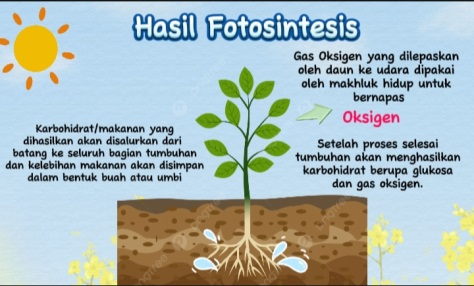 Hasil Fotosintesis
Gas Oksigen yang dilepaskan
oleh daun ke udara dipakai
oleh makhluk hidup untuk
bernapas
Oksigen
Karbohidrat/makanan yang
dihasilkan akan disalurkan dari
batang ke seluruh bagian tumbuhan
dan kelebihan makanan akan disimpan
dalam bentuk buah atau umbi
Setelah proses selesai
tumbuhan akan menghasilkan
karbohidrat berupa glukosa
dan gas oksigen.